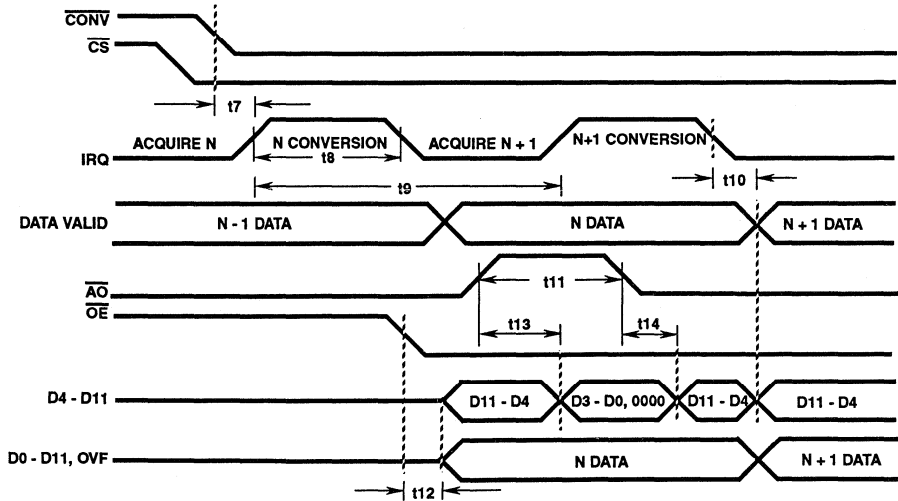 CONV
CS
t7
ACQUIRE N
N CONVERSION
ACQUIRE N + 1
N+1 CONVERSION
IRQ
t8
t10
t9
DATA VALID
N - 1 DATA
N DATA
N + 1 DATA
AO
t11
OE
t13
t14
D4 - D11
D11 - D4
D3 - D0, 0000
D11 - D4
D11 - D4
D0 - D11, OVF
N DATA
N + 1 DATA
t12